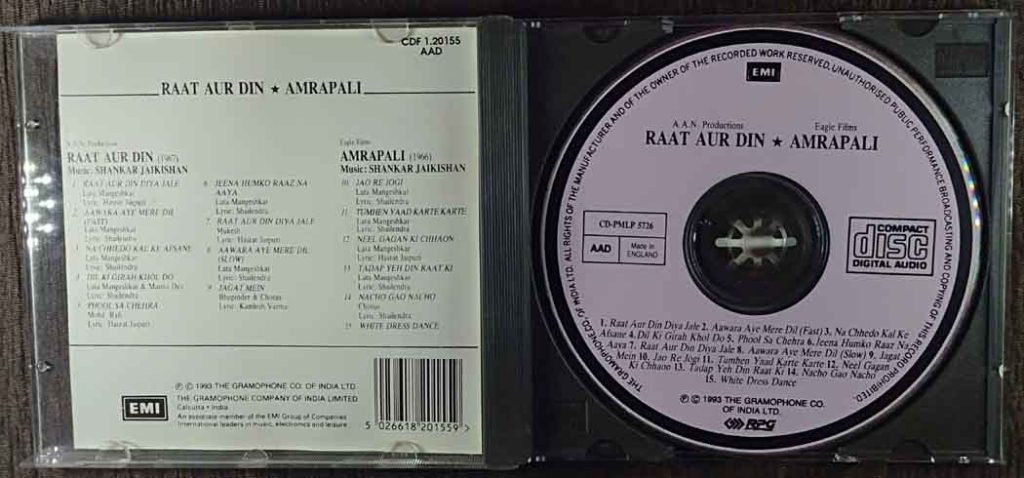 CDF 1.20155
AAD
RAAT AUR DIN ★ AMRAPALI
A.A.N. Productions
RAAT AUR DIN (1967)
Music: SHANKAR JAIKISHAN
1. RAAT AUR DIN DIYA JALE
Lata Mangeshkar
Lyric: Hasrat Jaipuri
2. AAWARA AYE MERE DIL
(FAST)
Lata Mangeshkar
Lyric: Shailendra
3. NA CHHEDO KAL KE AFSANE
Lata Mangeshkar
Lyric: Shailendra
4. DIL KI GIRAH KHOL DO
Lata Mangeshkar & Manna Dey
Lyric: Shailendra
5. PHOOL SA CHEHRA
Mohd. Rafi
Lyric: Hasrat Jaipuri
6. JEENA HUMKO RAAZ NA
AAYA
Lata Mangeshkar
Lyric: Shailendra
7. RAAT AUR DIN DIYA JALE
Mukesh
Lyric: Hasrat Jaipuri
8. AAWARA AYE MERE DIL
(SLOW)
Lata Mangeshkar
Lyric: Shailendra
9. JAGAT MEIN
Bhupinder & Chorus
Lyric: Kamlesh Varma
Eagle Films
AMRAPALI (1966)
Music: SHANKAR JAIKISHAN
10. JAO RE JOGI
Lata Mangeshkar
Lyric: Shailendra
11. TUMHEN YAAD KARTE KARTE
Lata Mangeshkar
Lyric: Shailendra
12. NEEL GAGAN KI CHHAON
Lata Mangeshkar
Lyric: Hasrat Jaipuri
13. TADAP YEH DIN RAAT KI
Lata Mangeshkar
Lyric: Shailendra
14. NACHO GAO NACHO
Chorus
Lyric: Shailendra
15. WHITE DRESS DANCE
EMI
Ⓟ © 1993 THE GRAMOPHONE CO. OF INDIA LTD.
THE GRAMOPHONE COMPANY OF INDIA LIMITED
Calcutta • India
An associate member of the EMI Group of Companies
International leaders in music, electronics and leisure.
5 026618 201559 >
THE GRAMOPHONE CO. OF INDIA LTD. ALL RIGHTS OF THE MANUFACTURER AND OF THE OWNER OF THE RECORDED WORK RESERVED. UNAUTHORISED PUBLIC PERFORMANCE BROADCASTING AND COPYING OF THIS RECORD PROHIBITED.
EMI
A.A.N. Productions
Eagle Films
RAAT AUR DIN ★ AMRAPALI
CD-PMLP 5726
AAD
Made in
ENGLAND
COMPACT
disc
DIGITAL AUDIO
1. Raat Aur Din Diya Jale 2. Aawara Aye Mere Dil (Fast) 3. Na Chhedo Kal Ke
Afsane 4. Dil Ki Girah Khol Do 5. Phool Sa Chehra 6. Jeena Humko Raaz Na
Aaya 7. Raat Aur Din Diya Jale 8. Aawara Aye Mere Dil (Slow) 9. Jagat
Mein 10. Jao Re Jogi 11. Tumhen Yaad Karte Karte 12. Neel Gagan
Ki Chhaon 13. Tadap Yeh Din Raat Ki 14. Nacho Gao Nacho
15. White Dress Dance
Ⓟ © 1993 THE GRAMOPHONE CO.
OF INDIA LTD.
RPG